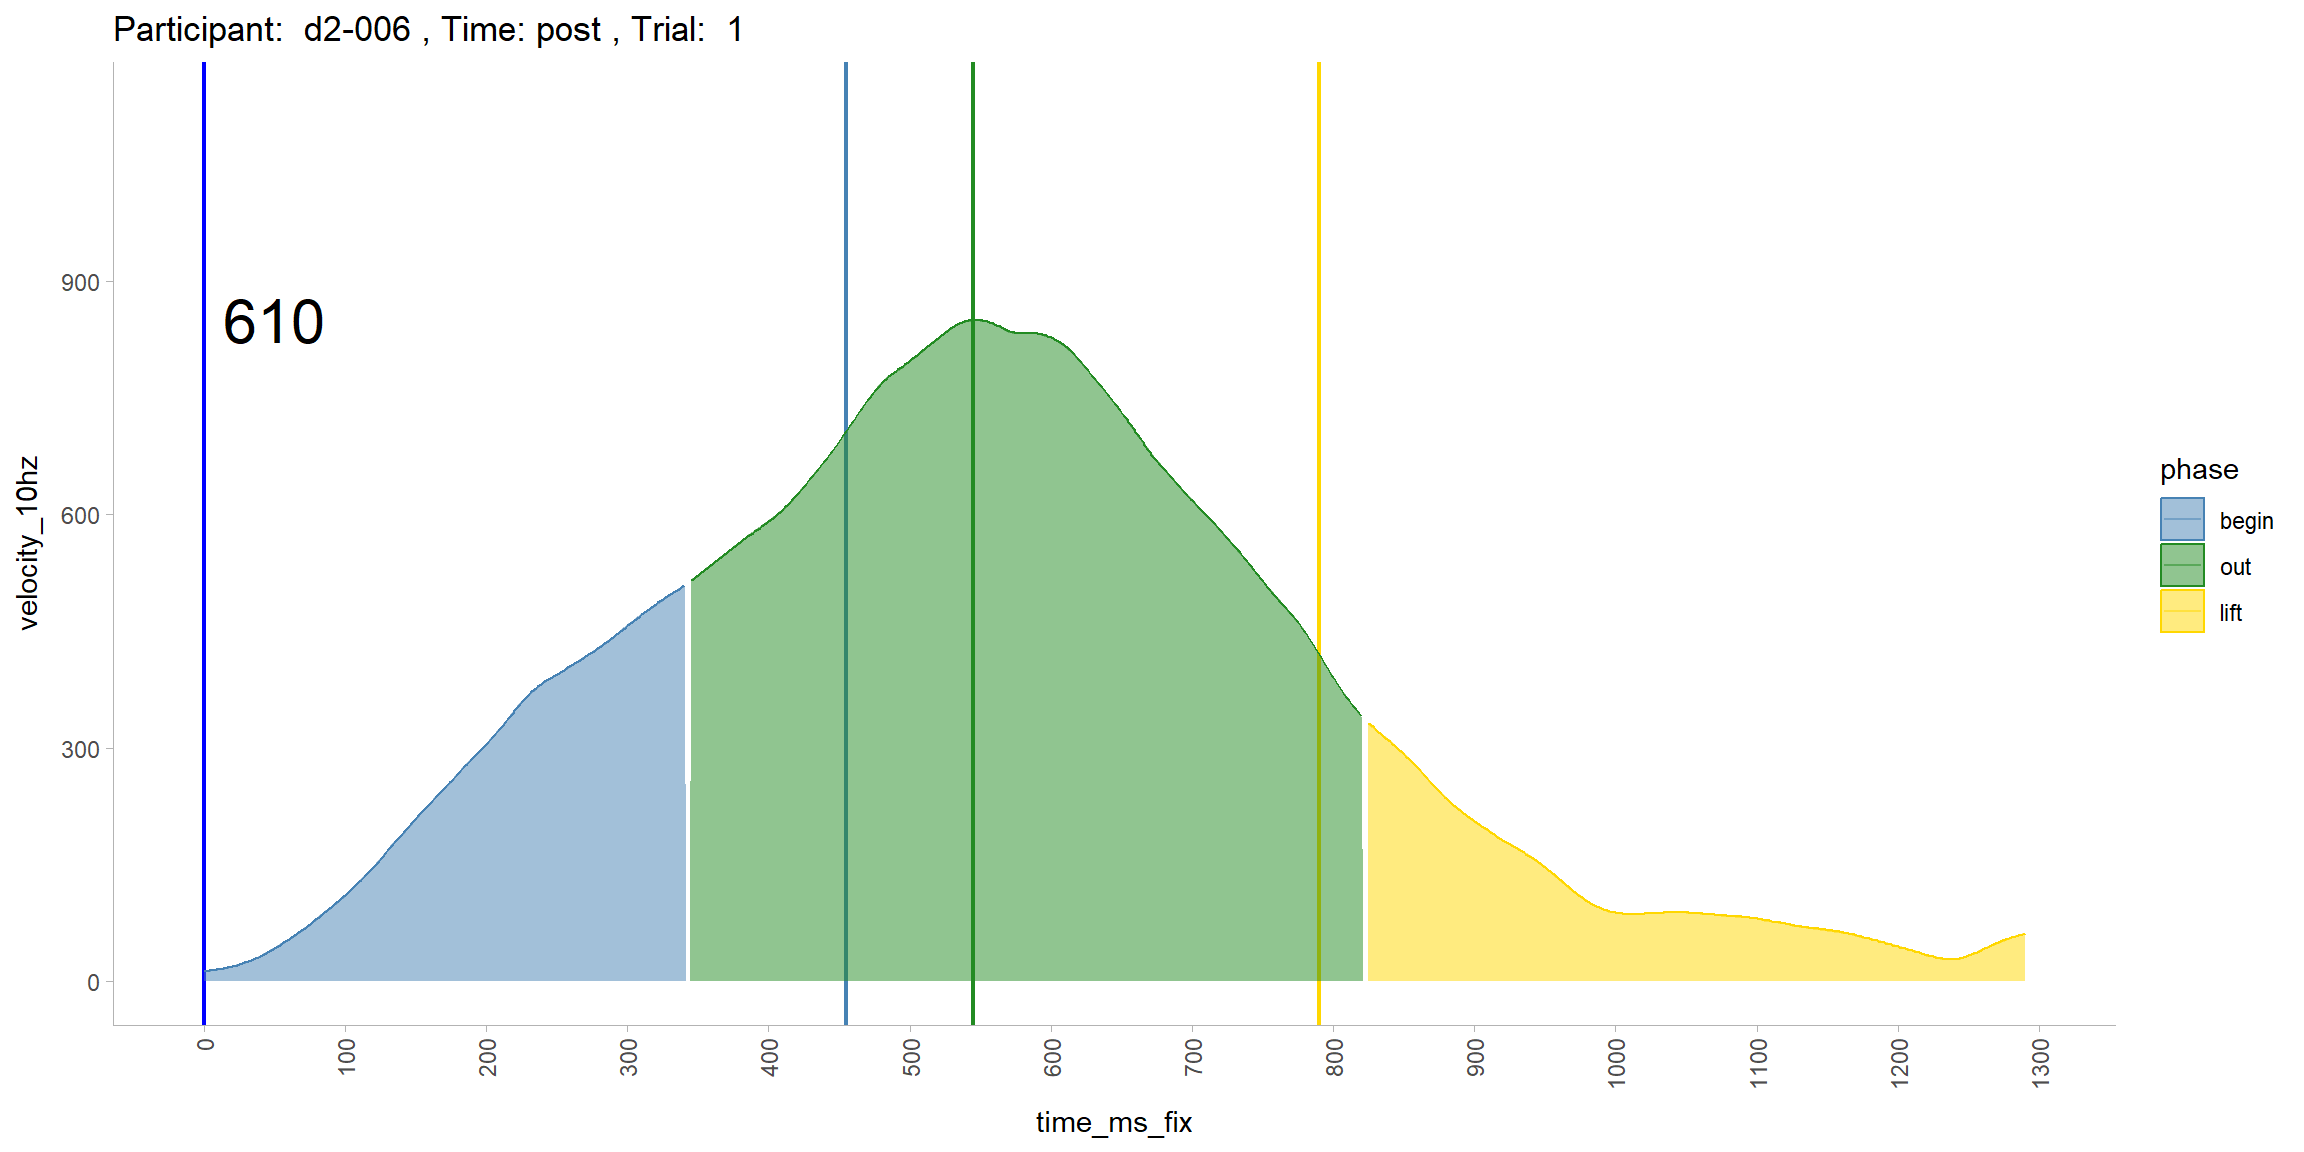 Participant:  d2-006 , Time: post , Trial:  1
900
610
600
300
0
velocity_10hz
0 100 200 300 400 500 600 700 800 900 1000 1100 1200 1300
time_ms_fix
phase
begin
out
lift